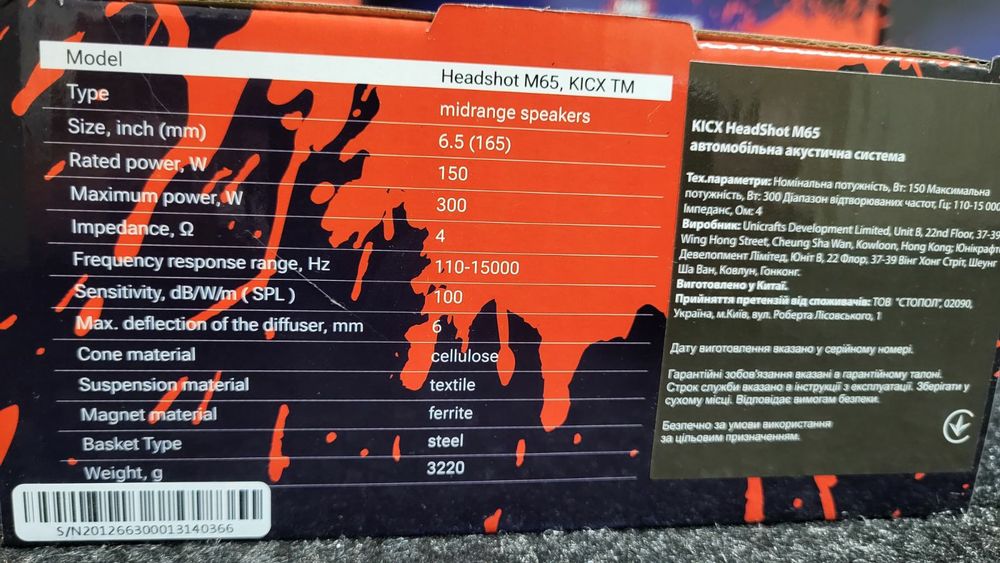 Model Headshot M65, KICX TM
Type midrange speakers
Size, inch (mm) 6.5 (165)
Rated power, W 150
Maximum power, W 300
Impedance, Ω 4
Frequency response range, Hz 110-15000
Sensitivity, dB/W/m ( SPL ) 100
Max. deflection of the diffuser, mm 6
Cone material cellulose
Suspension material textile
Magnet material ferrite
Basket Type steel
Weight, g 3220
S/N201266300013140366
KICX HeadShot M65
автомобільна акустична система
Тех.параметри: Номінальна потужність, Вт: 150 Максимальна
потужність, Вт: 300 Діапазон відтворюваних частот, Гц: 110-15 000
Імпеданс, Ом: 4
Виробник: Unicrafts Development Limited, Unit B, 22nd Floor, 37-39
Wing Hong Street, Cheung Sha Wan, Kowloon, Hong Kong; Юнікрафтс
Девелопмент Лімітед, Юніт В, 22 Флор, 37-39 Вінг Хонг Стріт, Шеунг
Ша Ван, Ковлун, Гонконг.
Виготовлено у Китаї.
Прийняття претензій від споживачів: ТОВ "СТОПОЛ", 02090,
Україна, м.Київ, вул. Роберта Лісовського, 1
Дату виготовлення вказано у серійному номері.
Гарантійні зобов'язання вказані в гарантійному талоні.
Строк служби вказано в інструкції з експлуатації. Зберігати у
сухому місці. Відповідає вимогам безпеки.
Безпечно за умови використання
за цільовим призначенням.